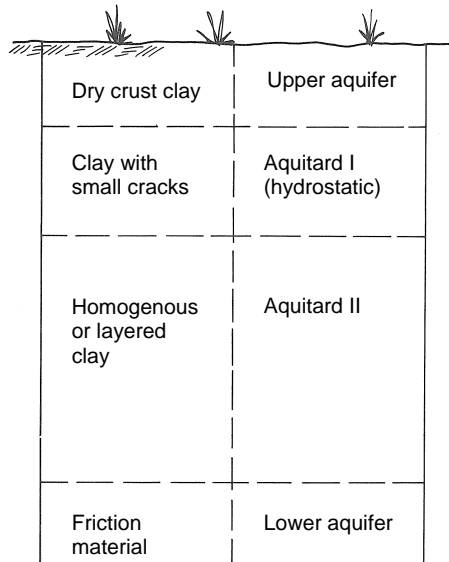 Dry crust clay
Upper aquifer
Clay with
small cracks
Aquitard I
(hydrostatic)
Homogenous
or layered
clay
Aquitard II
Friction
material
Lower aquifer